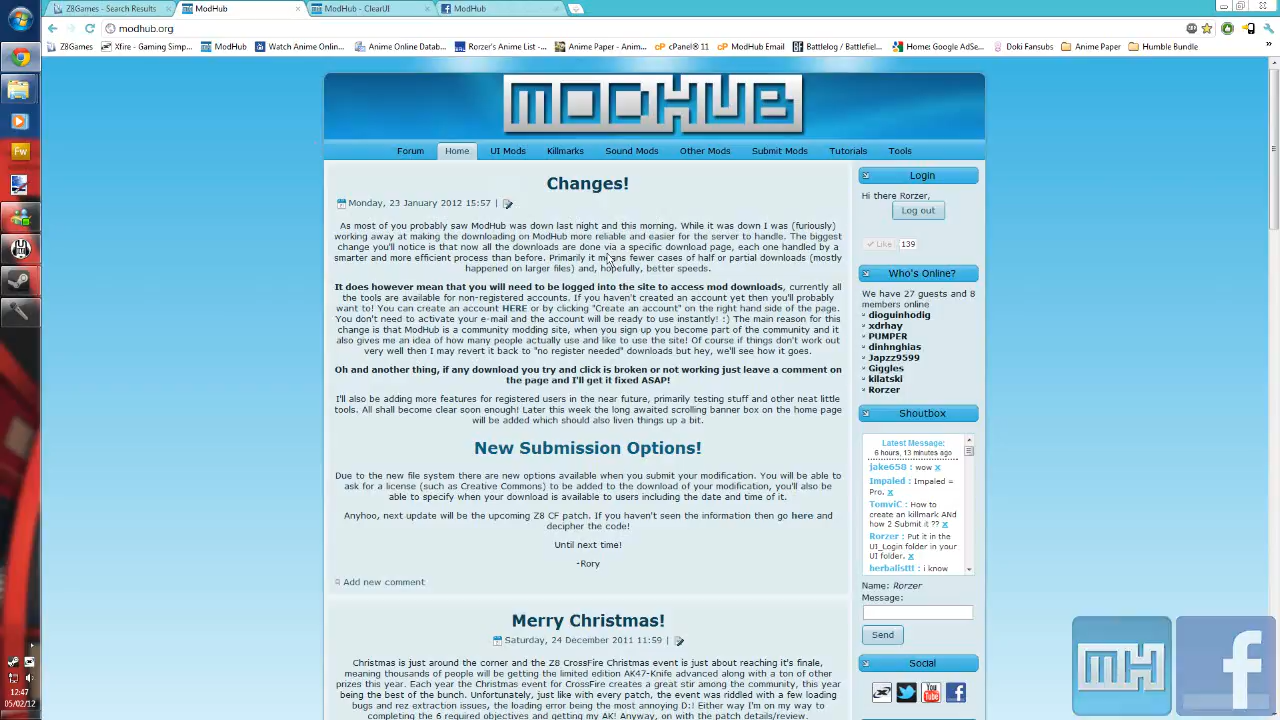 Z8Games - Search Results
ModHub
ModHub - ClearUI
ModHub
modhub.org
Z8Games
Xfire - Gaming Simp...
ModHub
Watch Anime Online...
Anime Online Datab...
Rorzer's Anime List -...
Anime Paper - Anim...
cPanel® 11
ModHub Email
Battlelog / Battlefiel...
Google AdSe...
Doki Fansubs
Anime Paper
Humble Bundle
MODHUB
Forum
Home
UI Mods
Killmarks
Sound Mods
Other Mods
Submit Mods
Tutorials
Tools
Changes!
Monday, 23 January 2012 15:57 |
As most of you probably saw ModHub was down last night and this morning. While it was down I was (furiously)
working away at making the downloading on ModHub more reliable and easier for the server to handle. The biggest
change you'll notice is that now all the downloads are done via a specific download page, each one handled by a
smarter and more efficient process than before. Primarily it means fewer cases of half or partial downloads (mostly
happened on larger files) and, hopefully, better speeds.
It does however mean that you will need to be logged into the site to access mod downloads, currently all
the tools are available for non-registered accounts. If you haven't created an account yet then you'll probably
want to! You can create an account HERE or by clicking "Create an account" on the right hand side of the page.
You don't need to activate your e-mail and the account will be ready to use instantly! :) The main reason for this
change is that ModHub is a community modding site, when you sign up you become part of the community and it
also gives me an idea of how many people actually use and like to use the site! Of course if things don't work out
very well then I may revert it back to "no register needed" downloads but hey, we'll see how it goes.
Oh and another thing, if any download you try and click is broken or not working just leave a comment on
the page and I'll get it fixed ASAP!
I'll also be adding more features for registered users in the near future, primarily testing stuff and other neat little
tools. All shall become clear soon enough! Later this week the long awaited scrolling banner box on the home page
will be added which should also liven things up a bit.
New Submission Options!
Due to the new file system there are new options available when you submit your modification. You will be able to
ask for a license (such as Creative Commons) to be added to the download of your modification, you'll also be
able to specify when your download is available to users including the date and time of it.
Anyhoo, next update will be the upcoming Z8 CF patch. If you haven't seen the information then go here and
decipher the code!
Until next time!
-Rory
Add new comment
Merry Christmas!
Saturday, 24 December 2011 11:59 |
Christmas is just around the corner and the Z8 CrossFire Christmas event is just about reaching it's finale,
meaning thousands of people will be getting the limited edition AK47-Knife advanced along with a ton of other
prizes this year. Each year the Christmas event for CrossFire creates a great stir among the community, this year
being the best of the bunch. Unfortunately, just like with every patch, the event was riddled with a few loading
bugs and rez extraction issues, the loading error being the most annoying D:! Either way I'm on my way to
completing the 6 required objectives and getting my AK! Anyway, on with the patch details/review.
Login
Hi there Rorzer,
Log out
Like
139
Who's Online?
We have 27 guests and 8
members online
dioguinhodig
xdrhay
PUMPER
dinhnghias
Japzz9599
Giggles
kilatski
Rorzer
Shoutbox
Latest Message:
6 hours, 13 minutes ago
jake658 : wow x
Impaled : Impaled =
Pro. x
TomviC : How to
create an killmark ANd
how 2 Submit it ?? x
Rorzer : Put it in the
UI_Login folder in your
UI folder. x
herbalisttt : i know
Name: Rorzer
Message:
Send
Social
Fw
12:47
05/02/12
MH
f